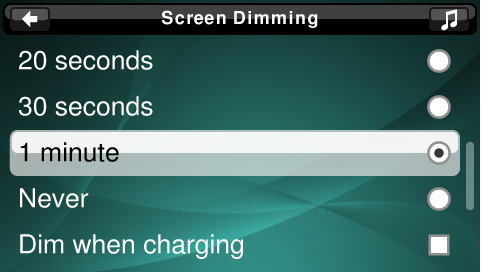 Screen Dimming
20 seconds
30 seconds
1 minute
Never
Dim when charging